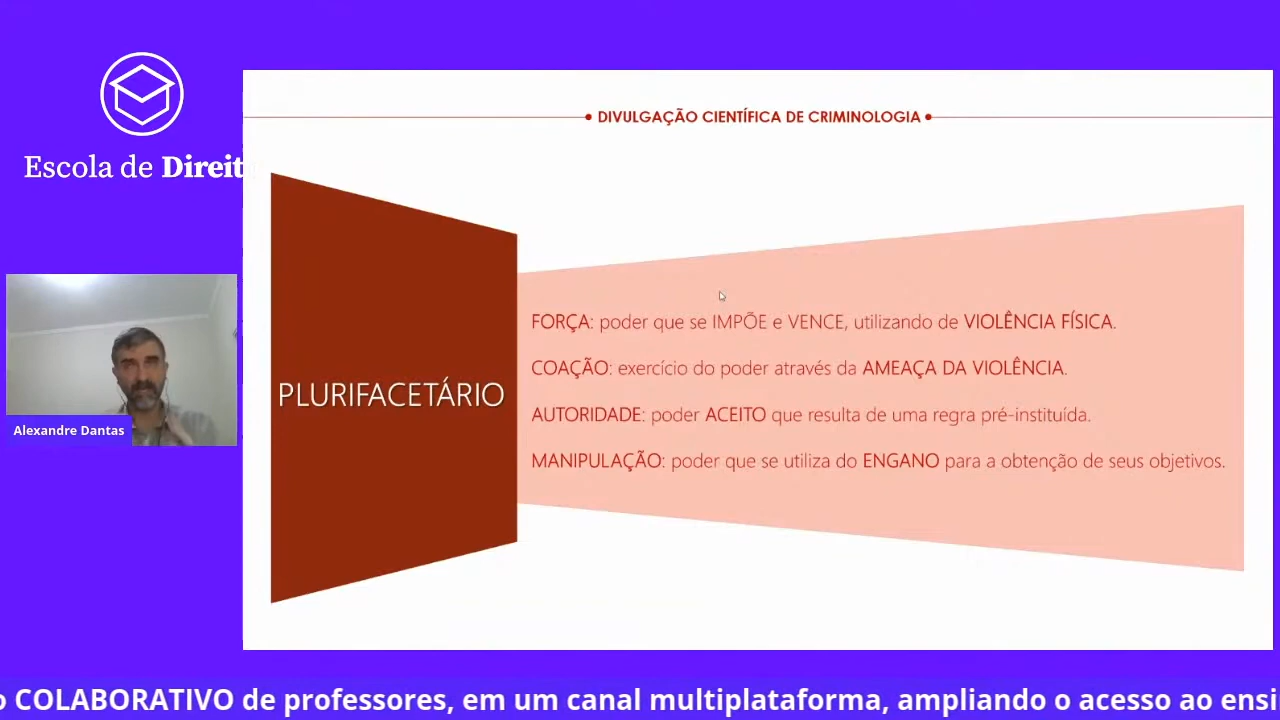 Escola de Direit
DIVULGAÇÃO CIENTÍFICA DE CRIMINOLOGIA
PLURIFACETÁRIO
FORÇA: poder que se IMPÕE e VENCE, utilizando de VIOLÊNCIA FÍSICA.
COAÇÃO: exercício do poder através da AMEAÇA DA VIOLÊNCIA.
AUTORIDADE: poder ACEITO que resulta de uma regra pré-instituída.
MANIPULAÇÃO: poder que se utiliza do ENGANO para a obtenção de seus objetivos.
Alexandre Dantas
o COLABORATIVO de professores, em um canal multiplataforma, ampliando o acesso ao ensi